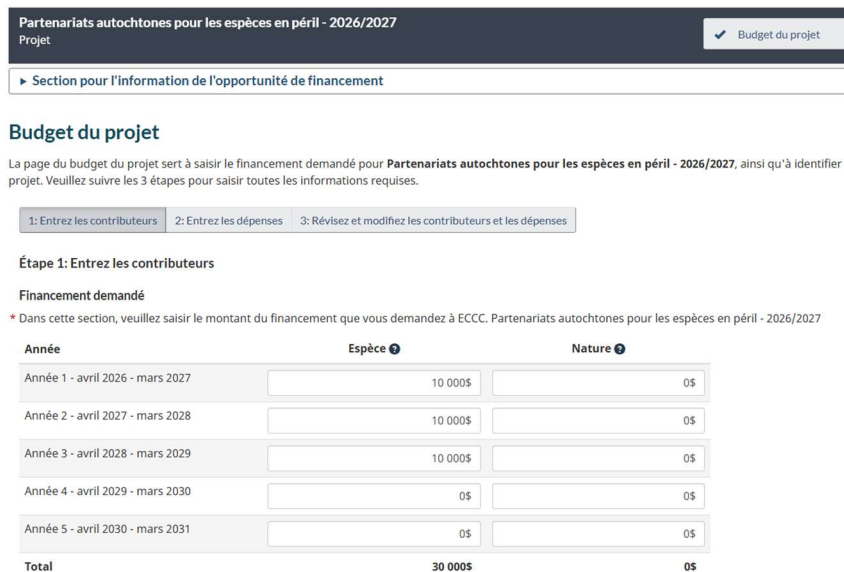 Partenariats autochtones pour les espèces en péril - 2026/2027
Projet
Budget du projet
Section pour l'information de l'opportunité de financement
Budget du projet
La page du budget du projet sert à saisir le financement demandé pour Partenariats autochtones pour les espèces en péril - 2026/2027, ainsi qu'à identifier
projet. Veuillez suivre les 3 étapes pour saisir toutes les informations requises.
1: Entrez les contributeurs 2: Entrez les dépenses 3: Révisez et modifiez les contributeurs et les dépenses
Étape 1: Entrez les contributeurs
Financement demandé
* Dans cette section, veuillez saisir le montant du financement que vous demandez à ECCC. Partenariats autochtones pour les espèces en péril - 2026/2027
Année Espèce ? Nature ?
Année 1 - avril 2026 - mars 2027 10 000$ 0$
Année 2 - avril 2027 - mars 2028 10 000$ 0$
Année 3 - avril 2028 - mars 2029 10 000$ 0$
Année 4 - avril 2029 - mars 2030 0$ 0$
Année 5 - avril 2030 - mars 2031 0$ 0$
Total 30 000$ 0$